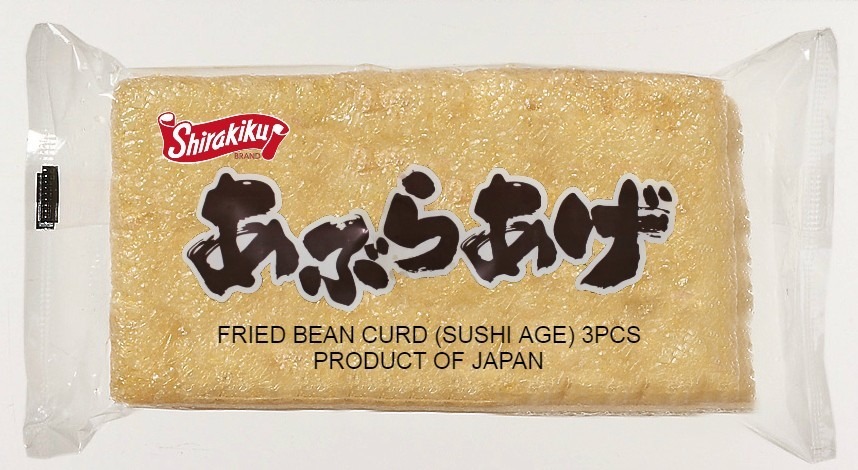 Shirakiku
BRAND
あぶらあげ
FRIED BEAN CURD (SUSHI AGE) 3PCS
PRODUCT OF JAPAN